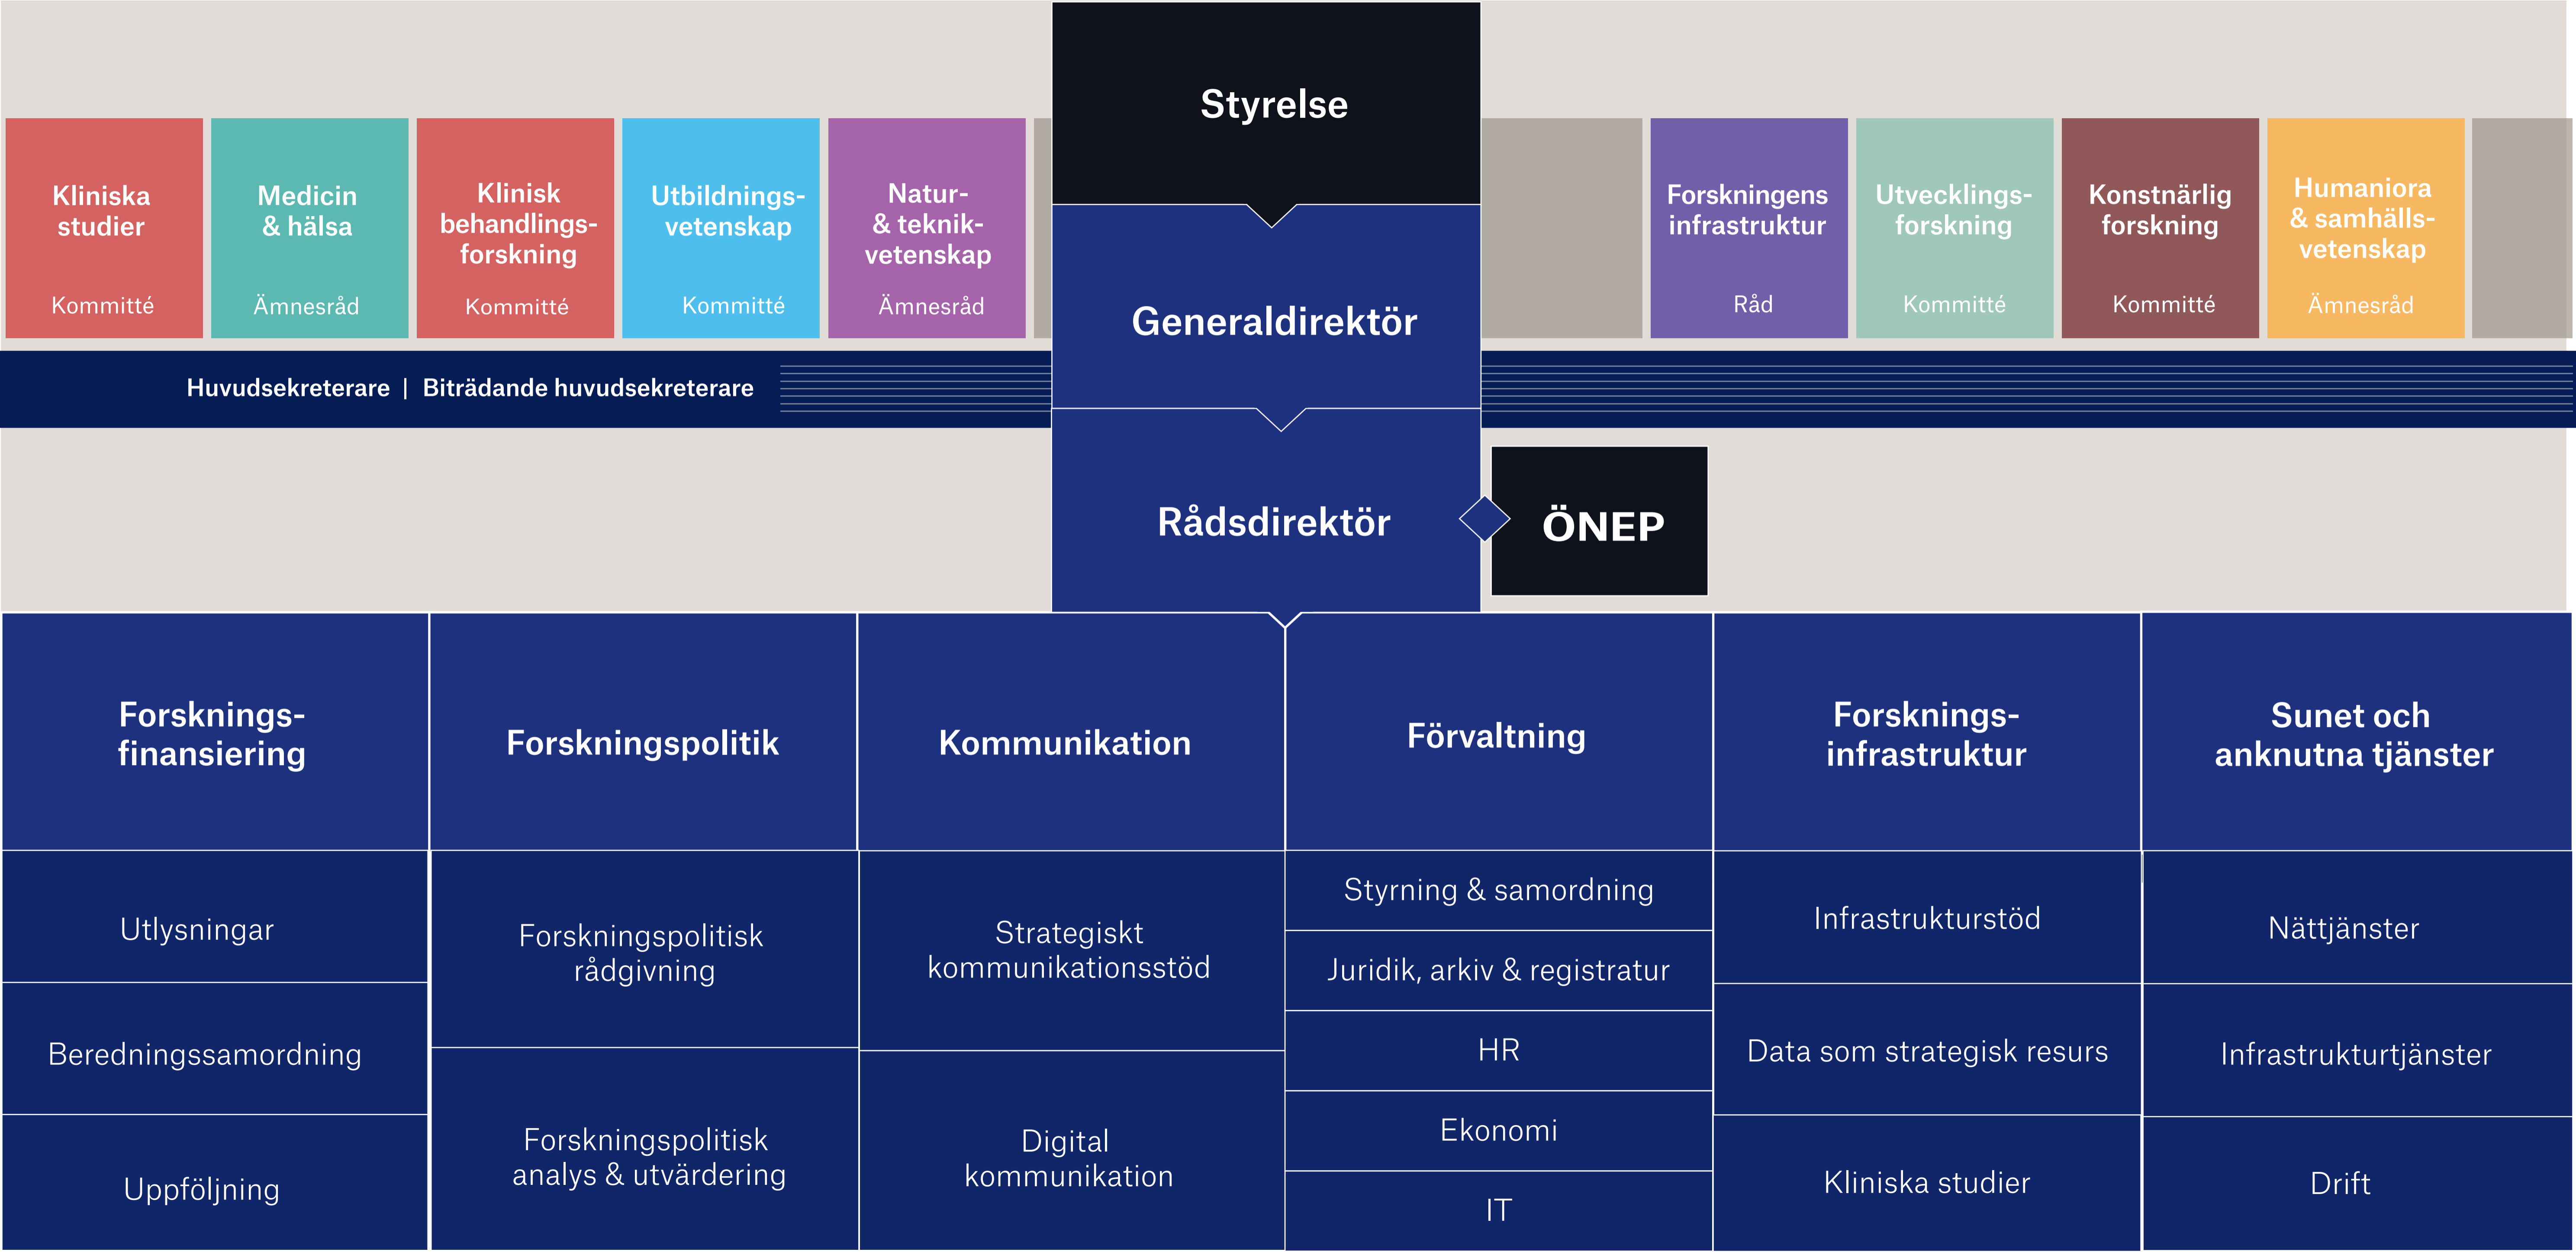 Styrelse
Kliniska
studier
Kommitté
Medicin
& hälsa
Ämnesråd
Klinisk
behandlings-
forskning
Kommitté
Utbildnings-
vetenskap
Kommitté
Natur-
& teknik-
vetenskap
Ämnesråd
Generaldirektör
Forskningens
infrastruktur
Råd
Utvecklings-
forskning
Kommitté
Konstnärlig
forskning
Kommitté
Humaniora
& samhälls-
vetenskap
Ämnesråd
Huvudsekreterare | Biträdande huvudsekreterare
Rådsdirektör
ÖNEP
Forsknings-
finansiering
Utlysningar
Beredningssamordning
Uppföljning
Forskningspolitik
Forskningspolitisk
rådgivning
Forskningspolitisk
analys & utvärdering
Kommunikation
Strategiskt
kommunikationsstöd
Digital
kommunikation
Förvaltning
Styrning & samordning
Juridik, arkiv & registratur
HR
Ekonomi
IT
Forsknings-
infrastruktur
Infrastrukturstöd
Data som strategisk resurs
Kliniska studier
Sunet och
anknutna tjänster
Nättjänster
Infrastrukturtjänster
Drift